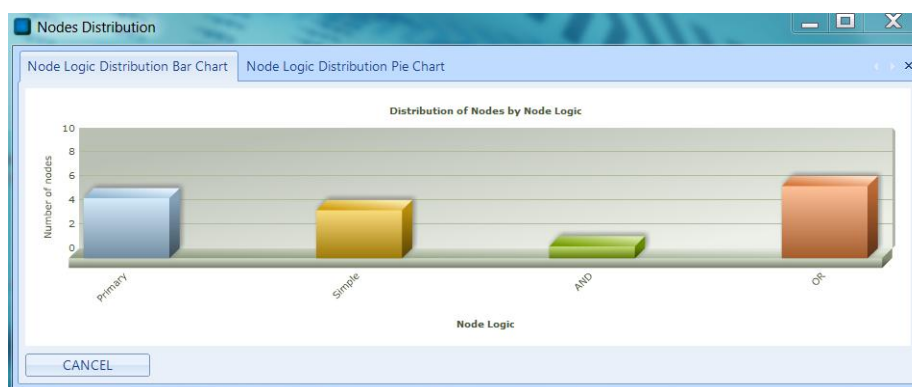 Nodes Distribution
Node Logic Distribution Bar Chart Node Logic Distribution Pie Chart
Distribution of Nodes by Node Logic
Number of nodes
10
8
6
4
2
0
Primary Simple AND OR
Node Logic
CANCEL